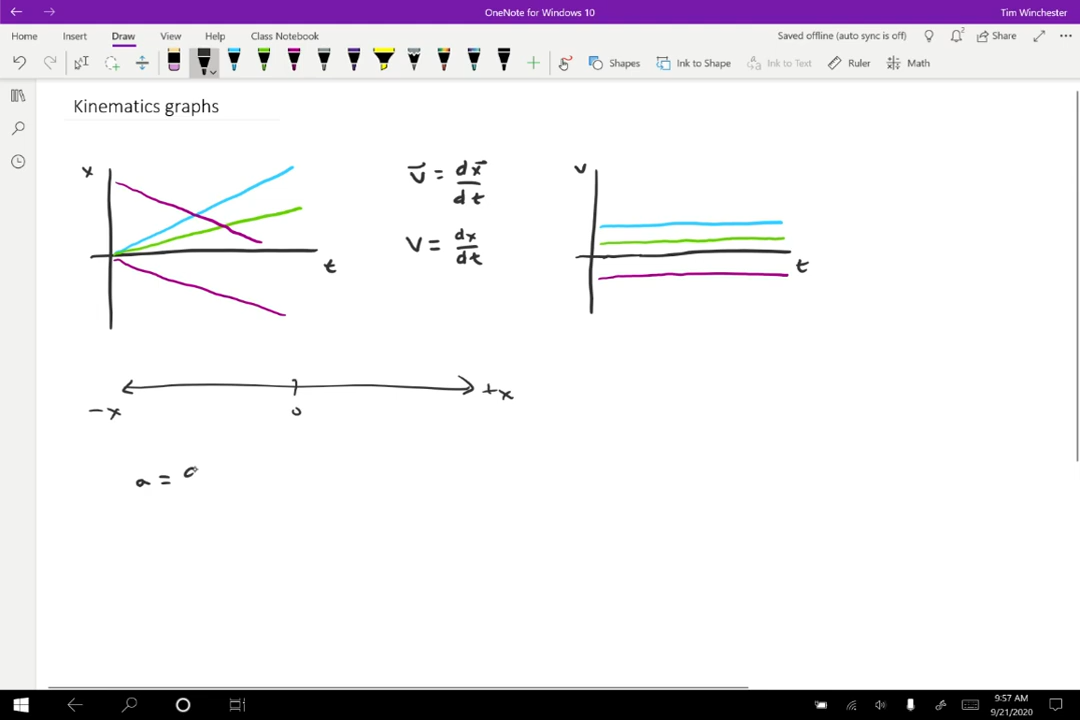 OneNote for Windows 10
Tim Winchester
Home Insert Draw View Help Class Notebook
Saved offline (auto sync is off) Share
Shapes Ink to Shape Ink to Text Ruler Math
Kinematics graphs
x
t
v⃗ = dx⃗/dt
v = dx/dt
v
t
-x 0 +x
a =
9:57 AM
9/21/2020